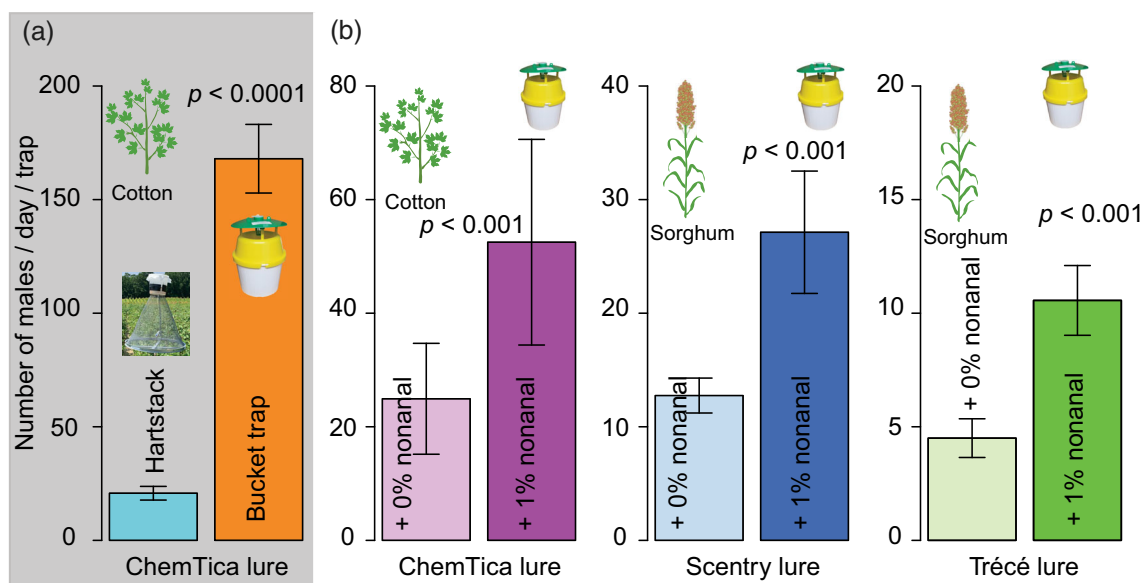 (a)
Number of males / day / trap
200
150
100
50
0
Cotton
p < 0.0001
Hartstack
Bucket trap
ChemTica lure
(b)
80
60
40
20
0
Cotton
p < 0.001
+ 0% nonanal
+ 1% nonanal
ChemTica lure
40
30
20
10
0
Sorghum
p < 0.001
+ 0% nonanal
+ 1% nonanal
Scentry lure
20
15
10
5
0
Sorghum
p < 0.001
+ 0% nonanal
+ 1% nonanal
Trécé lure